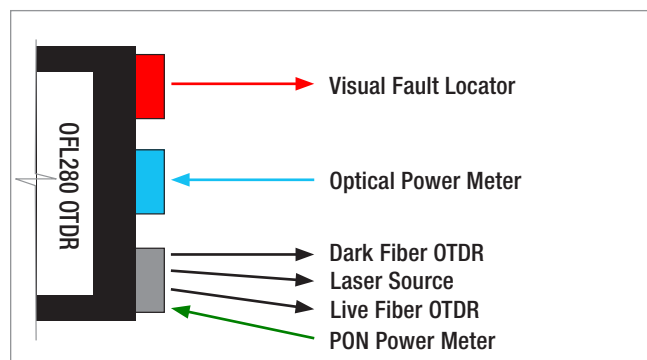 OFL280 OTDR
Visual Fault Locator
Optical Power Meter
Dark Fiber OTDR
Laser Source
Live Fiber OTDR
PON Power Meter